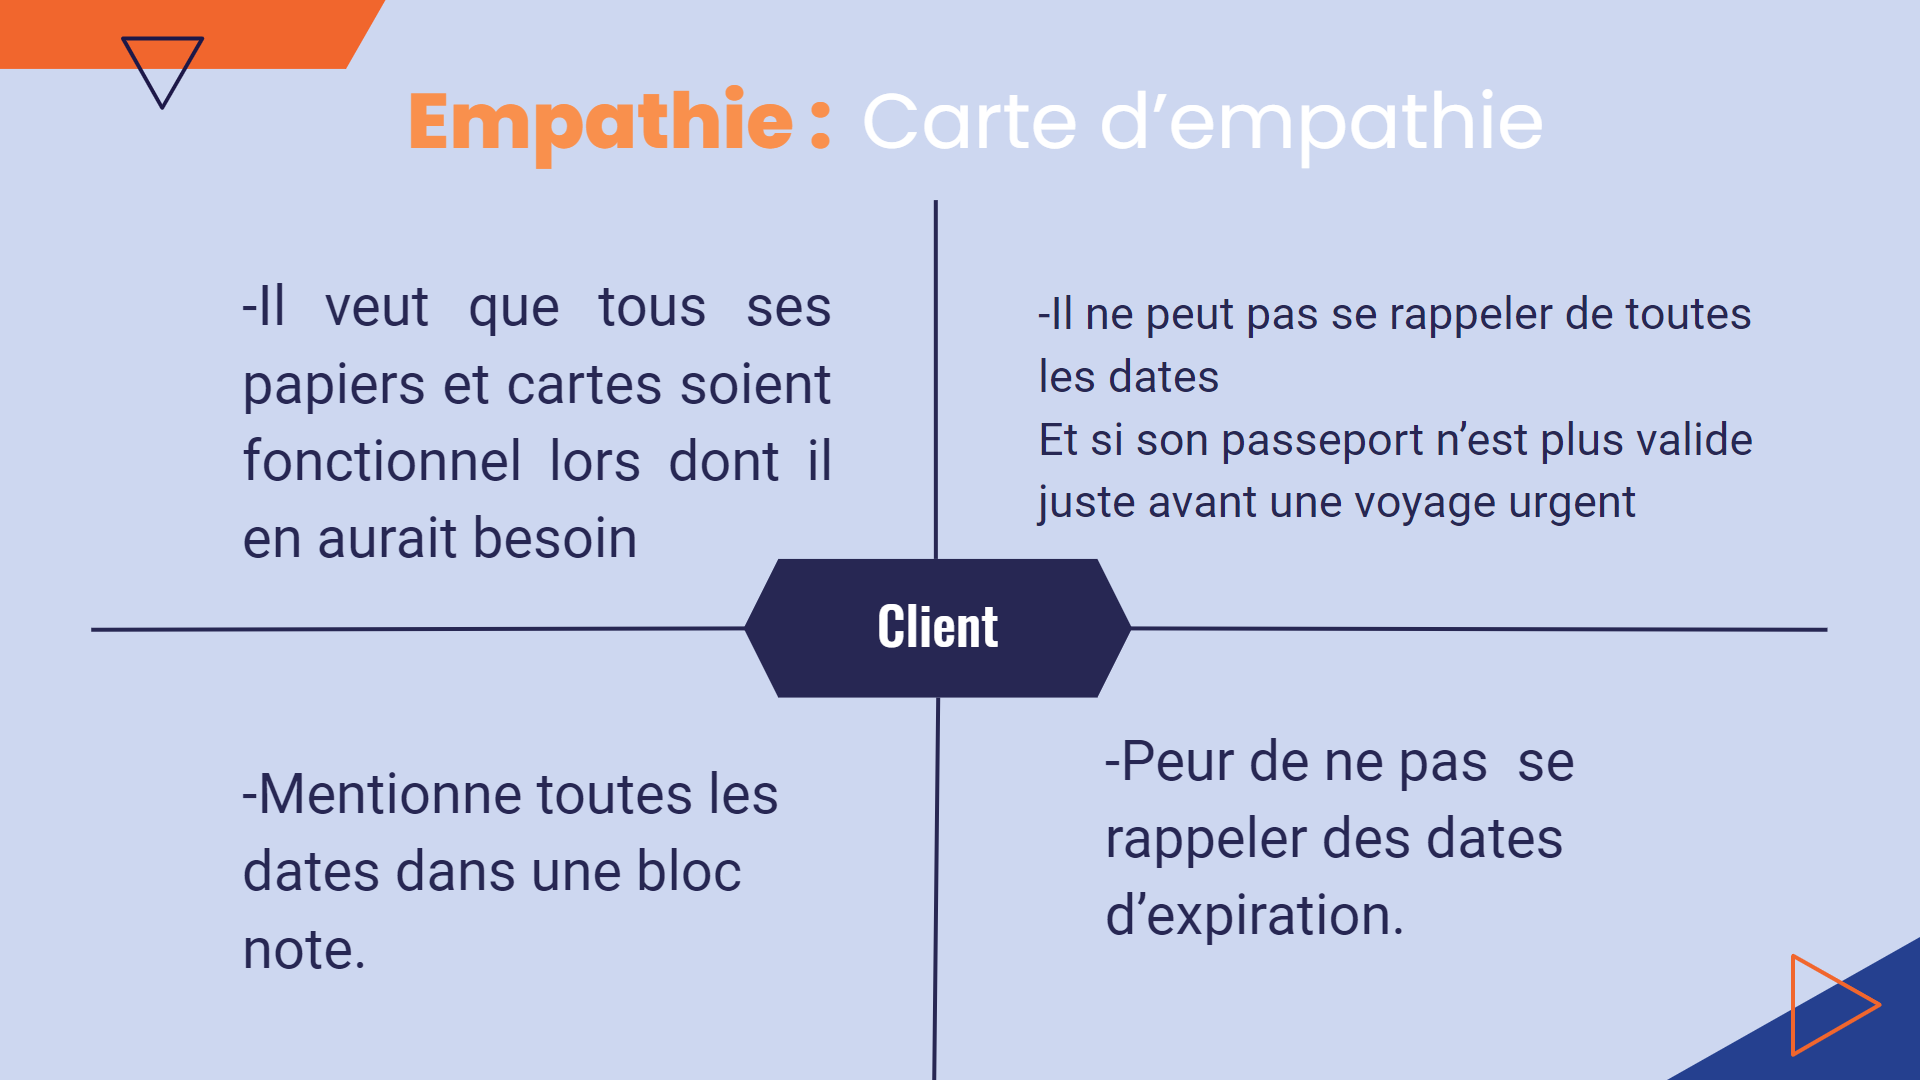 Empathie : Carte d’empathie
-Il veut que tous ses
papiers et cartes soient
fonctionnel lors dont il
en aurait besoin
-Il ne peut pas se rappeler de toutes
les dates
Et si son passeport n’est plus valide
juste avant une voyage urgent
Client
-Mentionne toutes les
dates dans une bloc
note.
-Peur de ne pas  se
rappeler des dates
d’expiration.